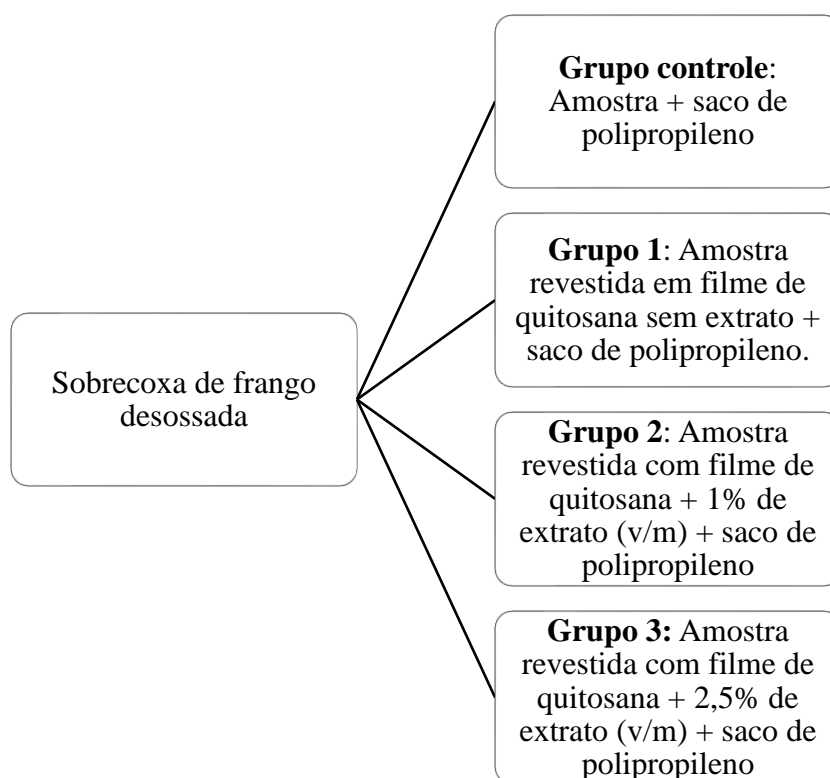 Grupo controle:
Amostra + saco de
polipropileno
Grupo 1: Amostra
revestida em filme de
quitosana sem extrato +
saco de polipropileno.
Sobrecoxa de frango
desossada
Grupo 2: Amostra
revestida com filme de
quitosana + 1% de
extrato (v/m) + saco de
polipropileno
Grupo 3: Amostra
revestida com filme de
quitosana + 2,5% de
extrato (v/m) + saco de
polipropileno